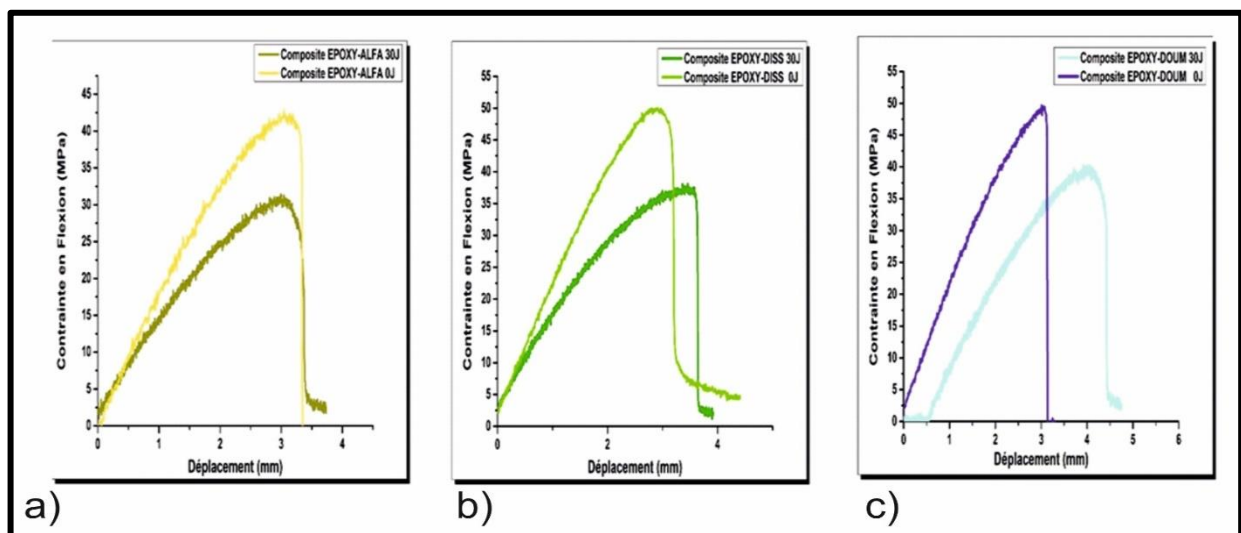 Composite EPOXY-ALFA 30J
Composite EPOXY-ALFA 0J
Contrainte en Flexion (MPa)
45
40
35
30
25
20
15
10
5
0
0 1 2 3 4
Déplacement (mm)
a)
Composite EPOXY-DISS 30J
Composite EPOXY-DISS 0J
Contrainte en Flexion (MPa)
55
50
45
40
35
30
25
20
15
10
5
0
0 2 4
Déplacement (mm)
b)
Composite EPOXY-DOUM 30J
Composite EPOXY-DOUM 0J
Contrainte en Flexion (MPa)
55
50
45
40
35
30
25
20
15
10
5
0
0 1 2 3 4 5 6
Déplacement (mm)
c)